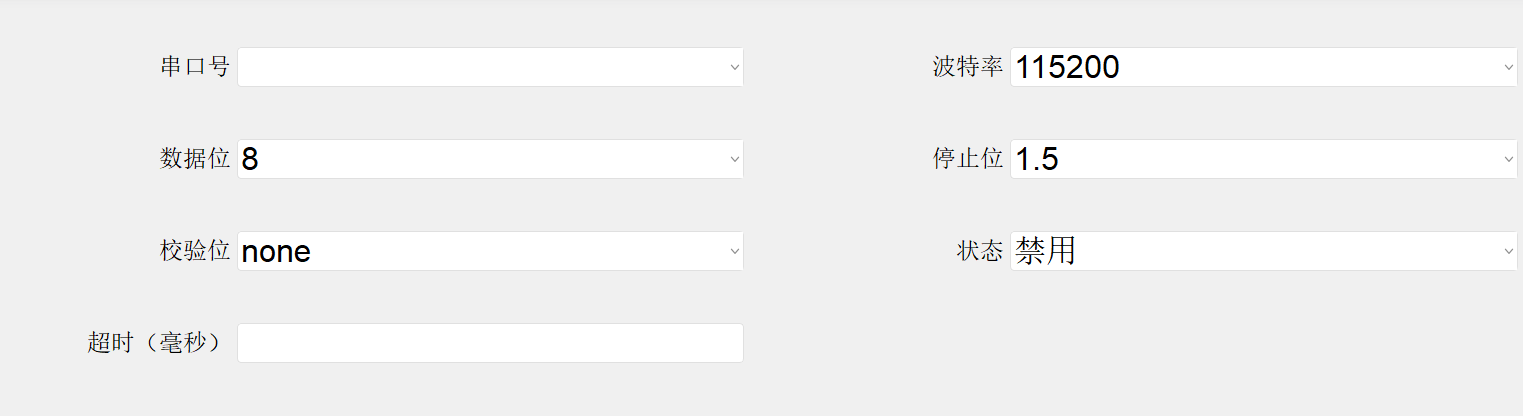 串口号 波特率 115200
数据位 8 停止位 1.5
校验位 none 状态 禁用
超时（毫秒）